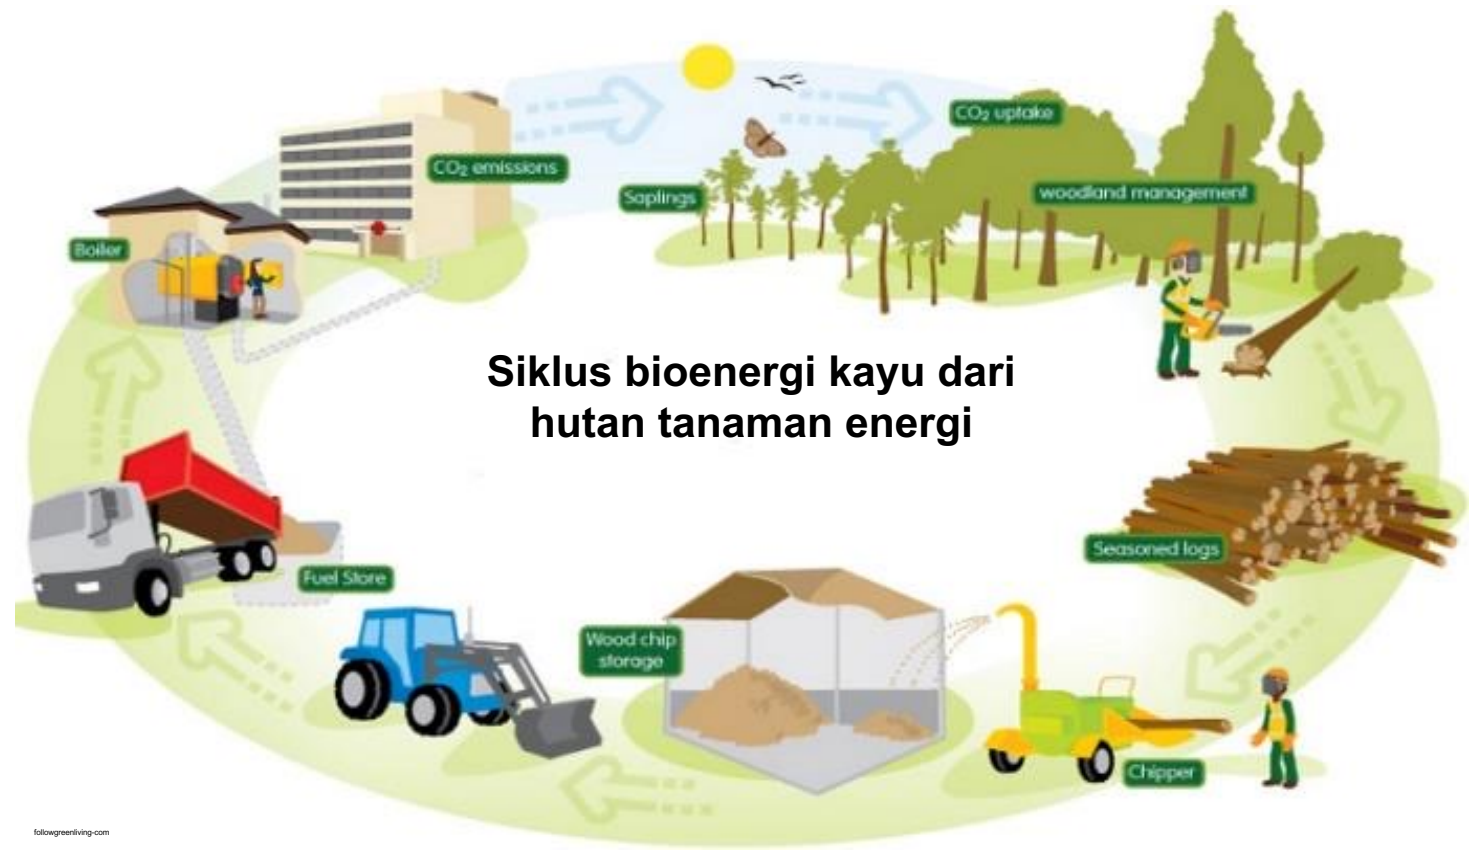 CO₂ uptake
CO₂ emissions
woodland management
Saplings
Boiler
Siklus bioenergi kayu dari
hutan tanaman energi
Seasoned logs
Fuel Store
Wood chip
storage
Chipper
followgreenliving-com